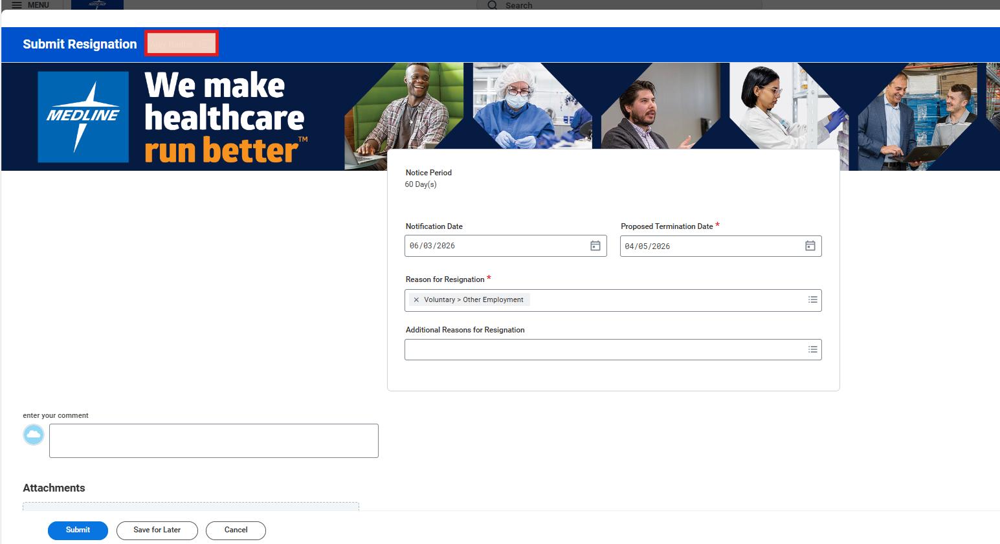 MENU
MEDLINE
Search
Submit Resignation
MEDLINE
We make
healthcare
run better™
Notice Period
60 Day(s)
Notification Date
Proposed Termination Date *
06/03/2026
04/05/2026
Reason for Resignation *
× Voluntary > Other Employment
Additional Reasons for Resignation
enter your comment
Attachments
Submit
Save for Later
Cancel